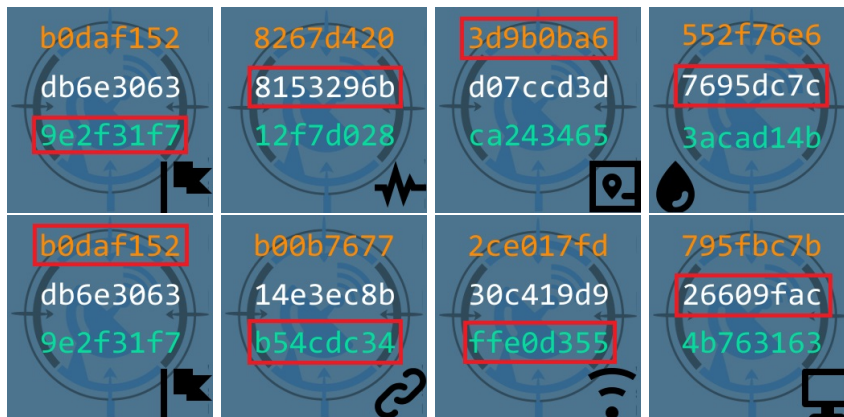 b0daf152
db6e3063
9e2f31f7
8267d420
8153296b
12f7d028
3d9b0ba6
d07ccd3d
ca243465
552f76e6
7695dc7c
3acad14b
b0daf152
db6e3063
9e2f31f7
b00b7677
14e3ec8b
b54cdc34
2ce017fd
30c419d9
ffe0d355
795fbc7b
26609fac
4b763163